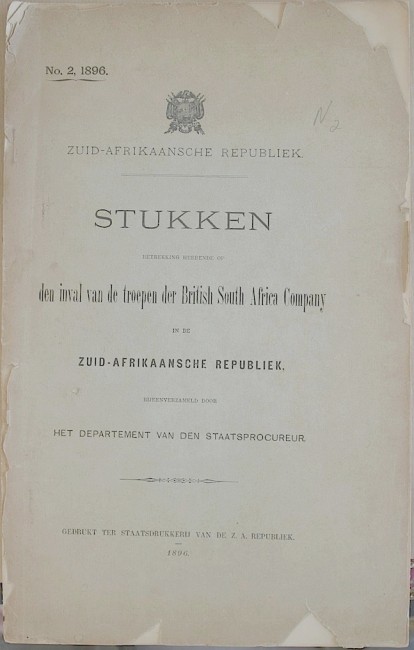 No. 2, 1896.
N 2
ZUID-AFRIKAANSCHE REPUBLIEK.
STUKKEN
BETREKKING HEBBENDE OP
den inval van de troepen der British South Africa Company
IN DE
ZUID-AFRIKAANSCHE REPUBLIEK,
BIJEENVERZAMELD DOOR
HET DEPARTEMENT VAN DEN STAATSPROCUREUR.
GEDRUKT TER STAATSDRUKKERIJ VAN DE Z. A. REPUBLIEK.
1896.